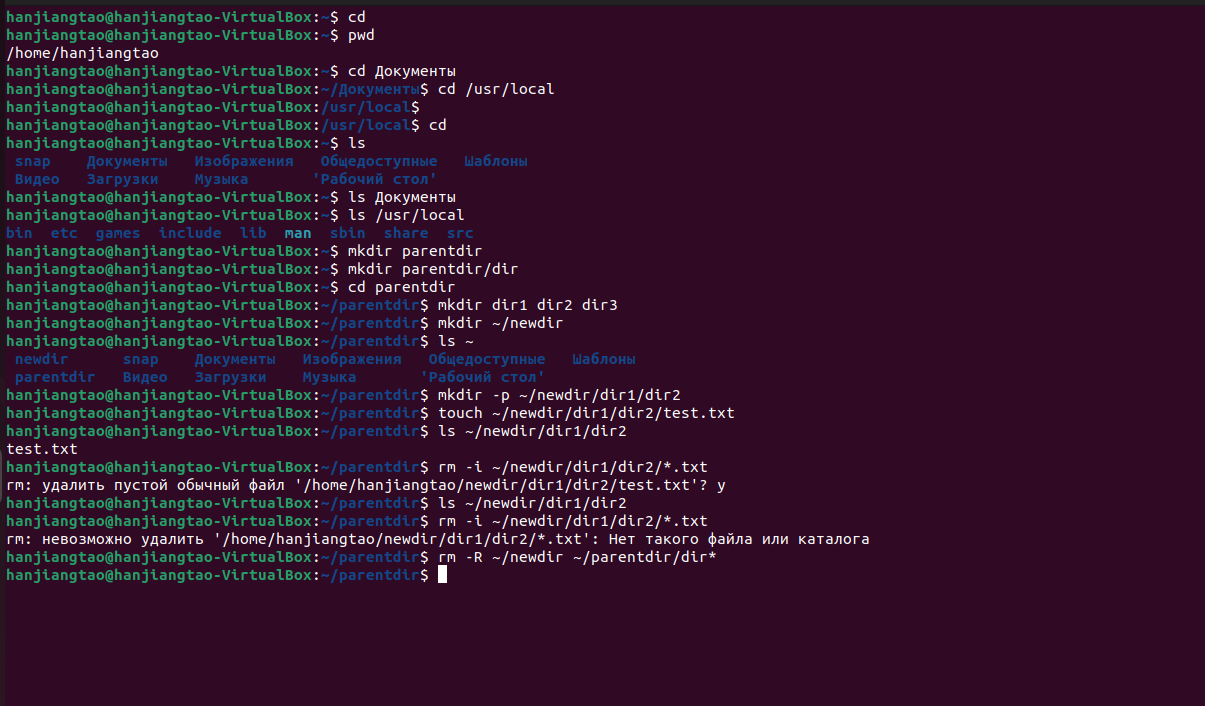 hanjiangtao@hanjiangtao-VirtualBox:~$ cd
hanjiangtao@hanjiangtao-VirtualBox:~$ pwd
/home/hanjiangtao
hanjiangtao@hanjiangtao-VirtualBox:~$ cd Документы
hanjiangtao@hanjiangtao-VirtualBox:~/Документы$ cd /usr/local
hanjiangtao@hanjiangtao-VirtualBox:/usr/local$
hanjiangtao@hanjiangtao-VirtualBox:/usr/local$ cd
hanjiangtao@hanjiangtao-VirtualBox:~$ ls
snap Документы Изображения Общедоступные Шаблоны
Видео Загрузки Музыка 'Рабочий стол'
hanjiangtao@hanjiangtao-VirtualBox:~$ ls Документы
hanjiangtao@hanjiangtao-VirtualBox:~$ ls /usr/local
bin etc games include lib man sbin share src
hanjiangtao@hanjiangtao-VirtualBox:~$ mkdir parentdir
hanjiangtao@hanjiangtao-VirtualBox:~$ mkdir parentdir/dir
hanjiangtao@hanjiangtao-VirtualBox:~$ cd parentdir
hanjiangtao@hanjiangtao-VirtualBox:~/parentdir$ mkdir dir1 dir2 dir3
hanjiangtao@hanjiangtao-VirtualBox:~/parentdir$ mkdir ~/newdir
hanjiangtao@hanjiangtao-VirtualBox:~/parentdir$ ls ~
newdir snap Документы Изображения Общедоступные Шаблоны
parentdir Видео Загрузки Музыка 'Рабочий стол'
hanjiangtao@hanjiangtao-VirtualBox:~/parentdir$ mkdir -p ~/newdir/dir1/dir2
hanjiangtao@hanjiangtao-VirtualBox:~/parentdir$ touch ~/newdir/dir1/dir2/test.txt
hanjiangtao@hanjiangtao-VirtualBox:~/parentdir$ ls ~/newdir/dir1/dir2
test.txt
hanjiangtao@hanjiangtao-VirtualBox:~/parentdir$ rm -i ~/newdir/dir1/dir2/*.txt
rm: удалить пустой обычный файл '/home/hanjiangtao/newdir/dir1/dir2/test.txt'? y
hanjiangtao@hanjiangtao-VirtualBox:~/parentdir$ ls ~/newdir/dir1/dir2
hanjiangtao@hanjiangtao-VirtualBox:~/parentdir$ rm -i ~/newdir/dir1/dir2/*.txt
rm: невозможно удалить '/home/hanjiangtao/newdir/dir1/dir2/*.txt': Нет такого файла или каталога
hanjiangtao@hanjiangtao-VirtualBox:~/parentdir$ rm -R ~/newdir ~/parentdir/dir*
hanjiangtao@hanjiangtao-VirtualBox:~/parentdir$